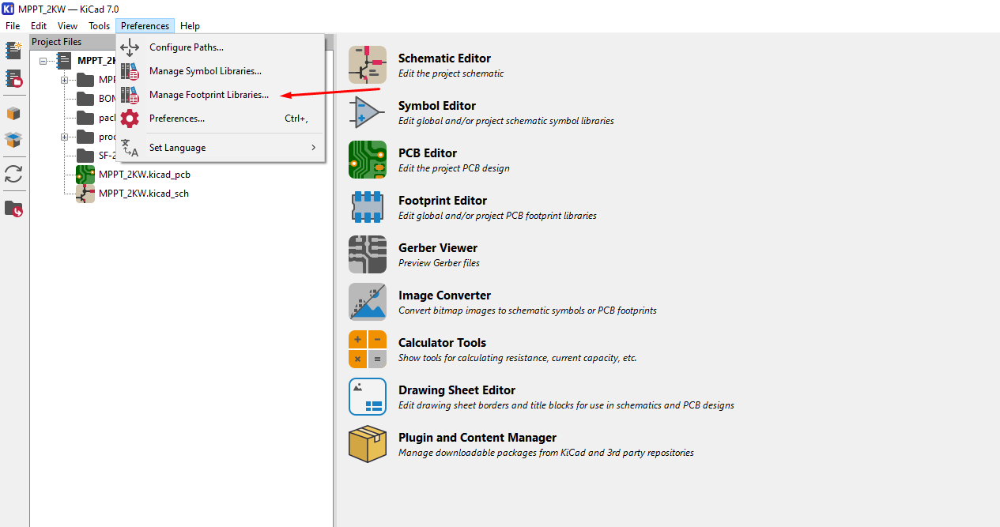 MPPT_2KW — KiCad 7.0
File Edit View Tools Preferences Help
Project Files
MPPT_2K
MPP
BOM
pack
prod
SF-2
MPPT_2KW.kicad_pcb
MPPT_2KW.kicad_sch
Configure Paths...
Manage Symbol Libraries...
Manage Footprint Libraries...
Preferences... Ctrl+,
Set Language
Schematic Editor
Edit the project schematic
Symbol Editor
Edit global and/or project schematic symbol libraries
PCB Editor
Edit the project PCB design
Footprint Editor
Edit global and/or project PCB footprint libraries
Gerber Viewer
Preview Gerber files
Image Converter
Convert bitmap images to schematic symbols or PCB footprints
Calculator Tools
Show tools for calculating resistance, current capacity, etc.
Drawing Sheet Editor
Edit drawing sheet borders and title blocks for use in schematics and PCB designs
Plugin and Content Manager
Manage downloadable packages from KiCad and 3rd party repositories